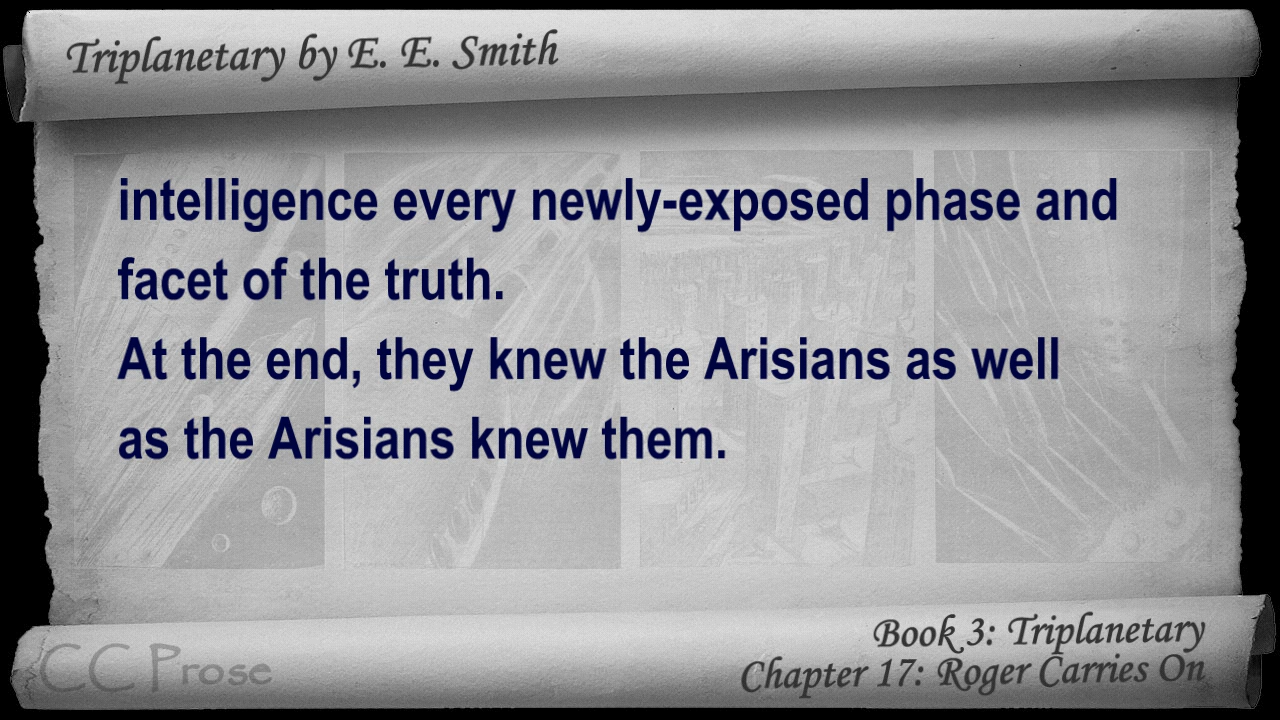 Triplanetary by E. E. Smith
intelligence every newly-exposed phase and
facet of the truth.
At the end, they knew the Arisians as well
as the Arisians knew them.
Book 3: Triplanetary
Chapter 17: Roger Carries On
CC Prose